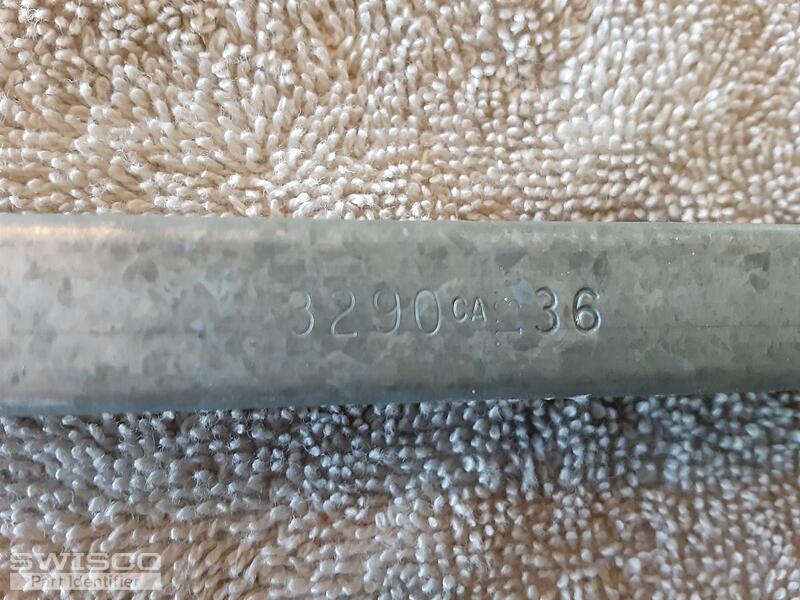 3290 CA 36
SWISCO
Part Identifier